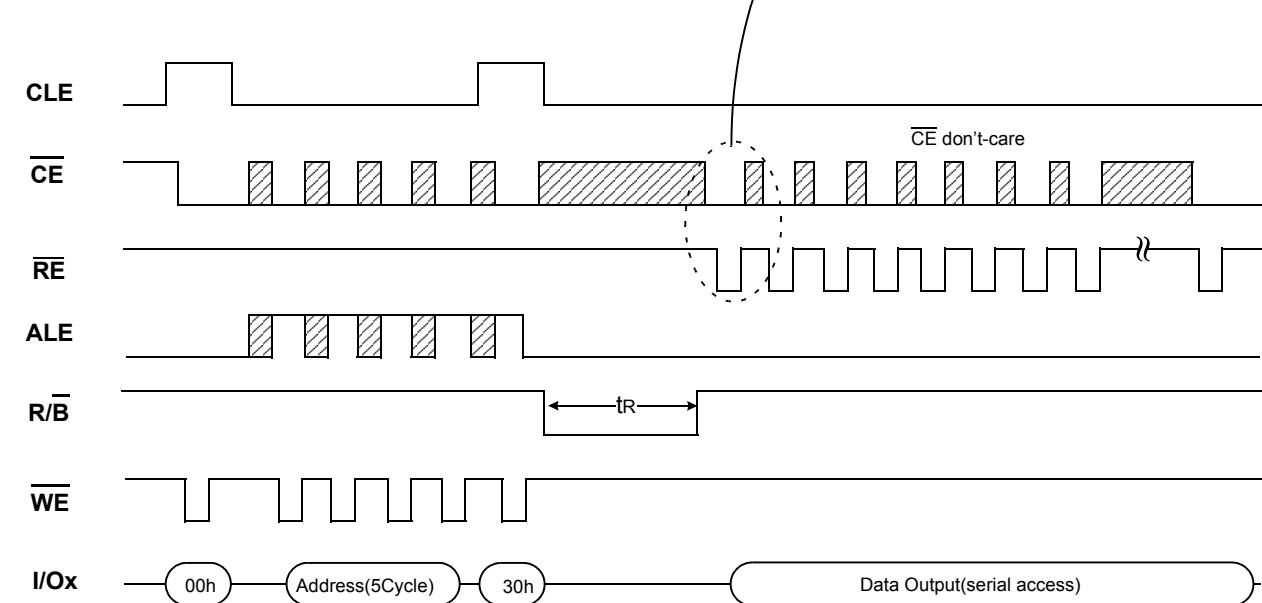 CLE
CE don't-care
CE
RE
ALE
R/B
tR
WE
I/Ox
00h
Address(5Cycle)
30h
Data Output(serial access)